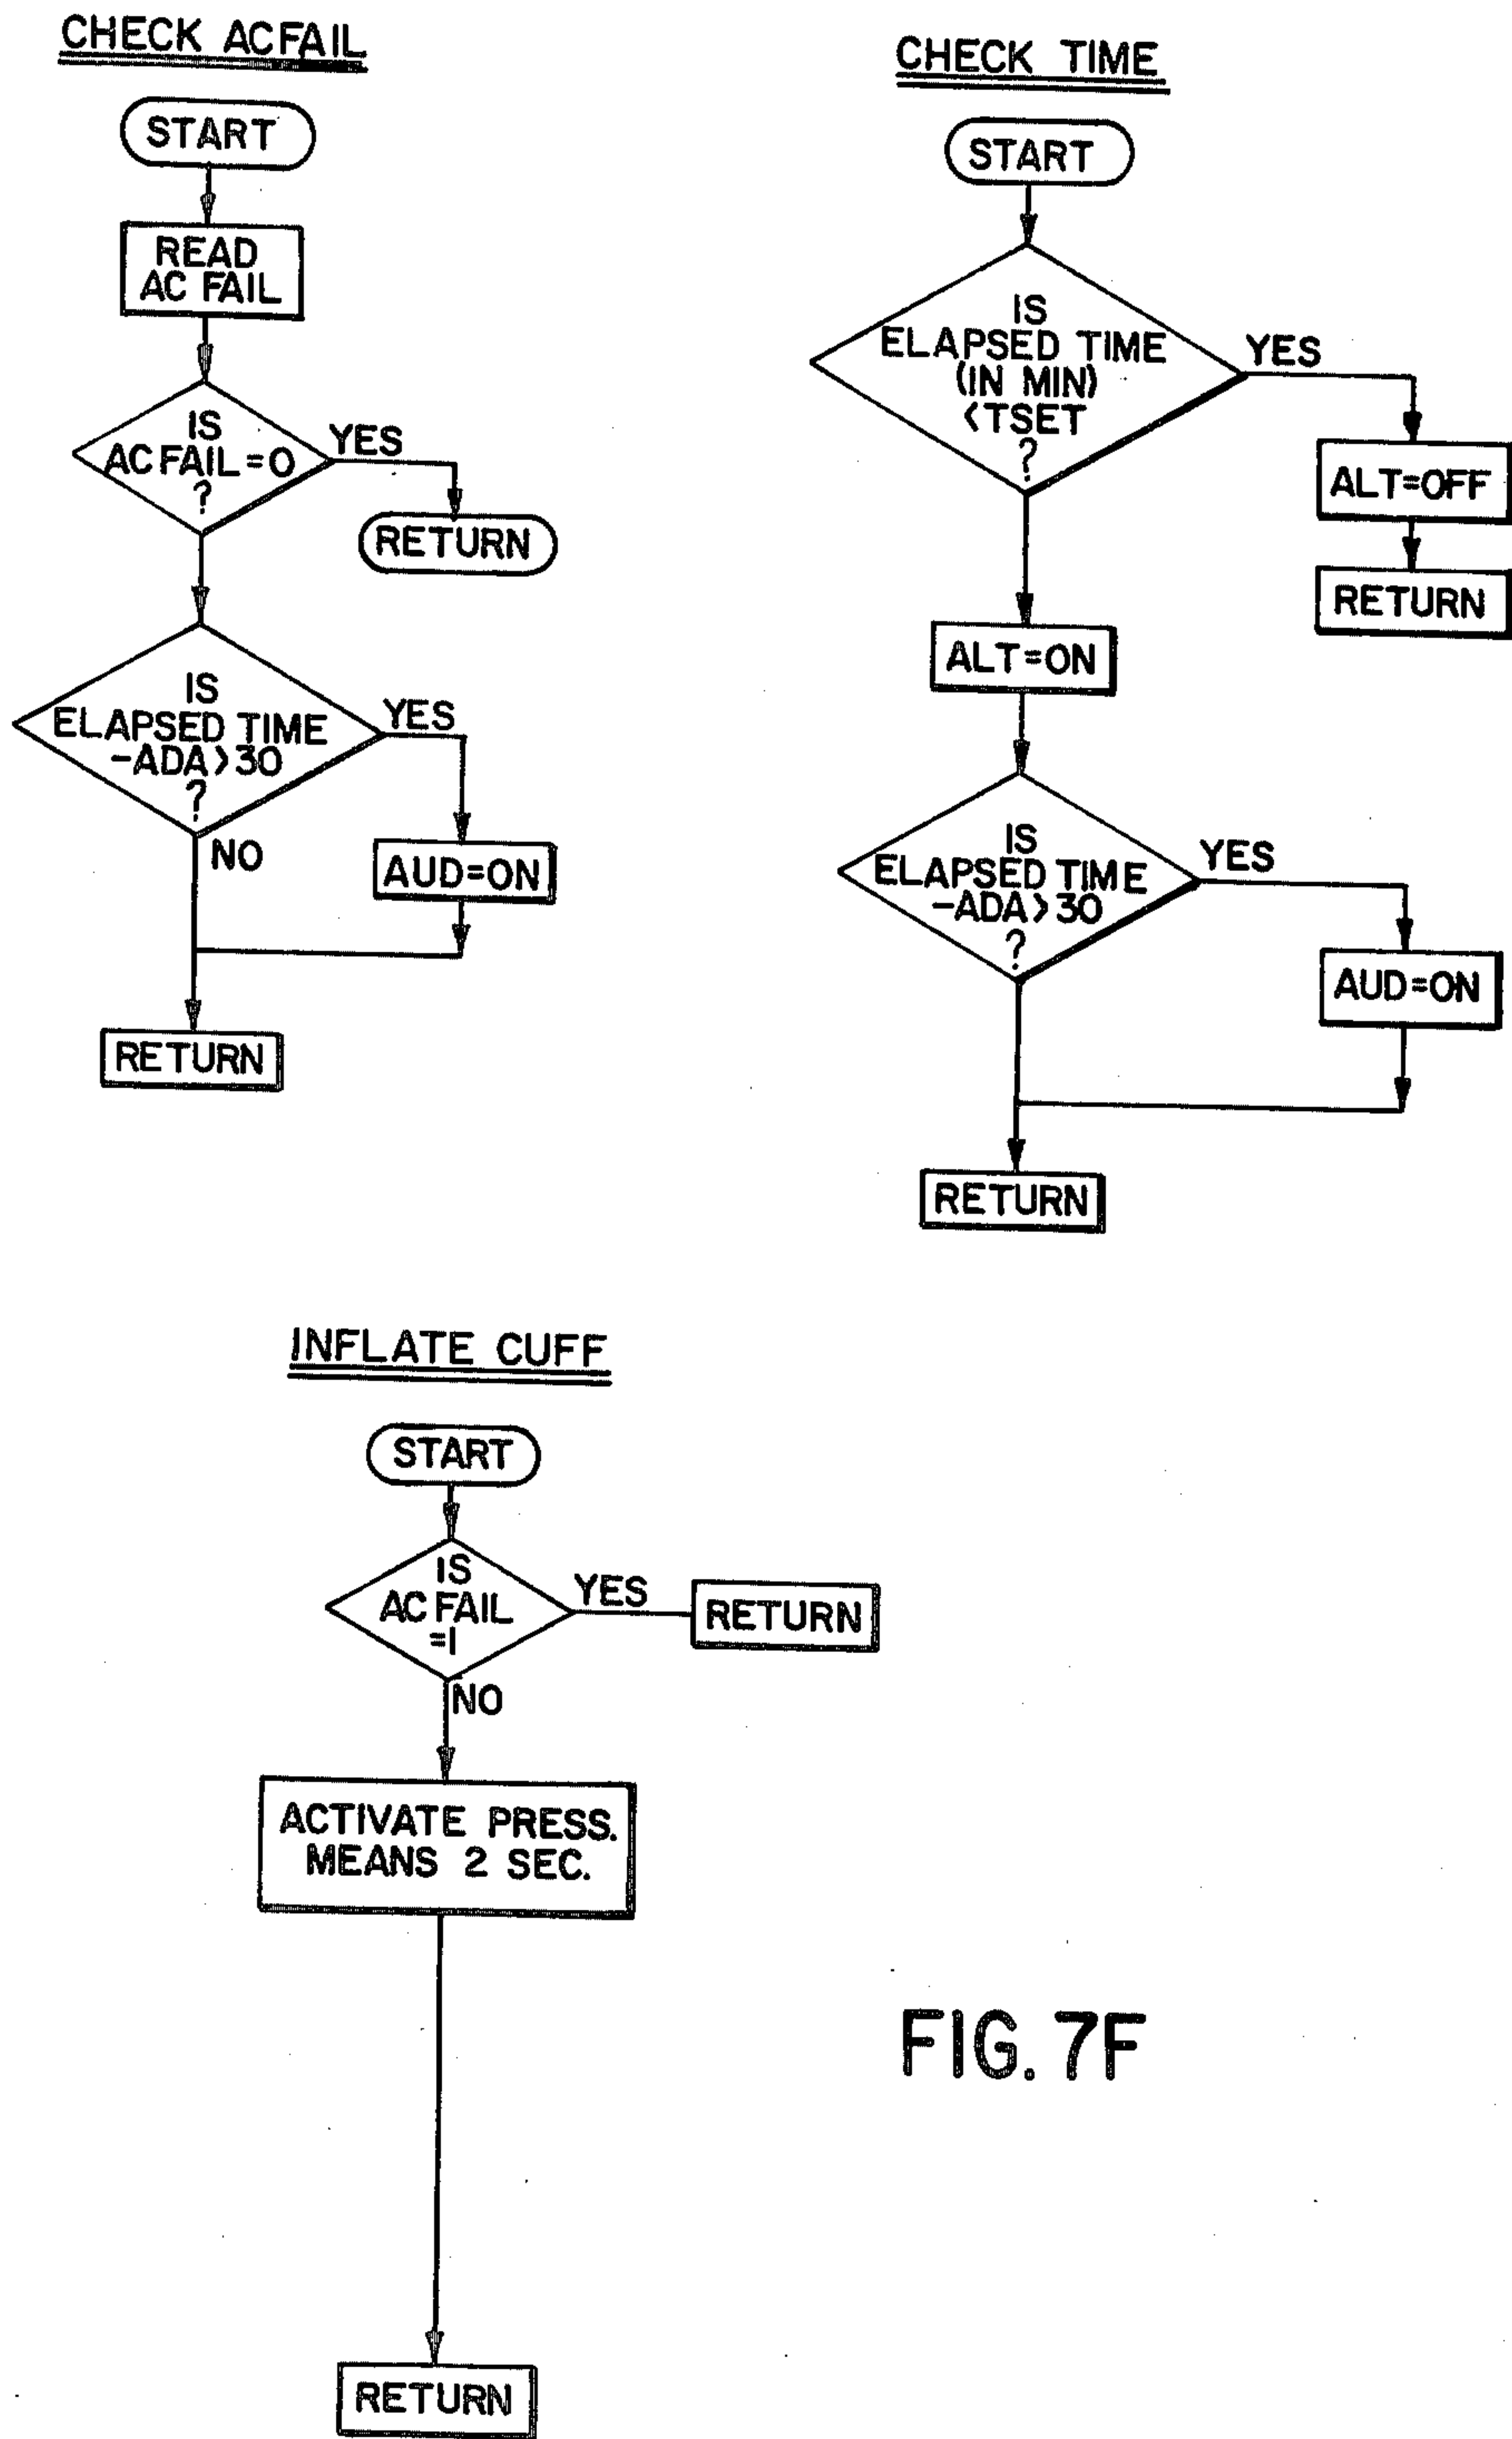 CHECK ACFAIL
START
READ
AC FAIL
IS
AC FAIL=0
?
YES
RETURN
IS
ELAPSED TIME
-ADA>30
?
YES
NO
AUD=ON
RETURN
CHECK TIME
START
IS
ELAPSED TIME
(IN MIN)
<TSET
?
YES
ALT=OFF
RETURN
ALT=ON
IS
ELAPSED TIME
-ADA>30
?
YES
AUD=ON
RETURN
INFLATE CUFF
START
IS
AC FAIL
=1
YES
RETURN
NO
ACTIVATE PRESS.
MEANS 2 SEC.
RETURN
FIG. 7F